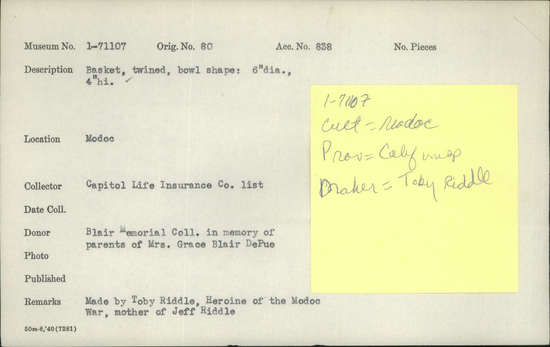 Museum No. 1-71107 Orig. No. 80 Acc. No. 838 No. Pieces
Description Basket, twined, bowl shape: 6"dia.,
4"hi. ✓
1-71107
Cult = Modoc
Prov = Calif
Maker = Toby Riddle
Location Modoc
Collector Capitol Life Insurance Co. list
Date Coll.
Donor Blair Memorial Coll. in memory of
parents of Mrs. Grace Blair DePue
Photo
Published
Remarks Made by Toby Riddle, Heroine of the Modoc
War, mother of Jeff Riddle
50m-8,'40(7281)